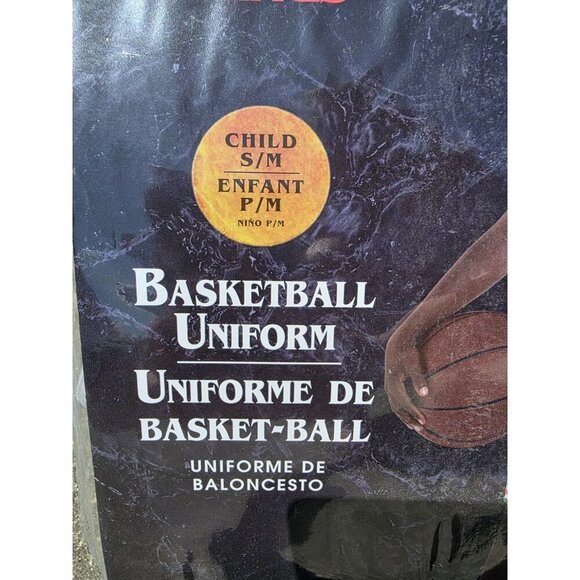 CHILD
S/M
ENFANT
P/M
NIÑO P/M
BASKETBALL
UNIFORM
UNIFORME DE
BASKET-BALL
UNIFORME DE
BALONCESTO